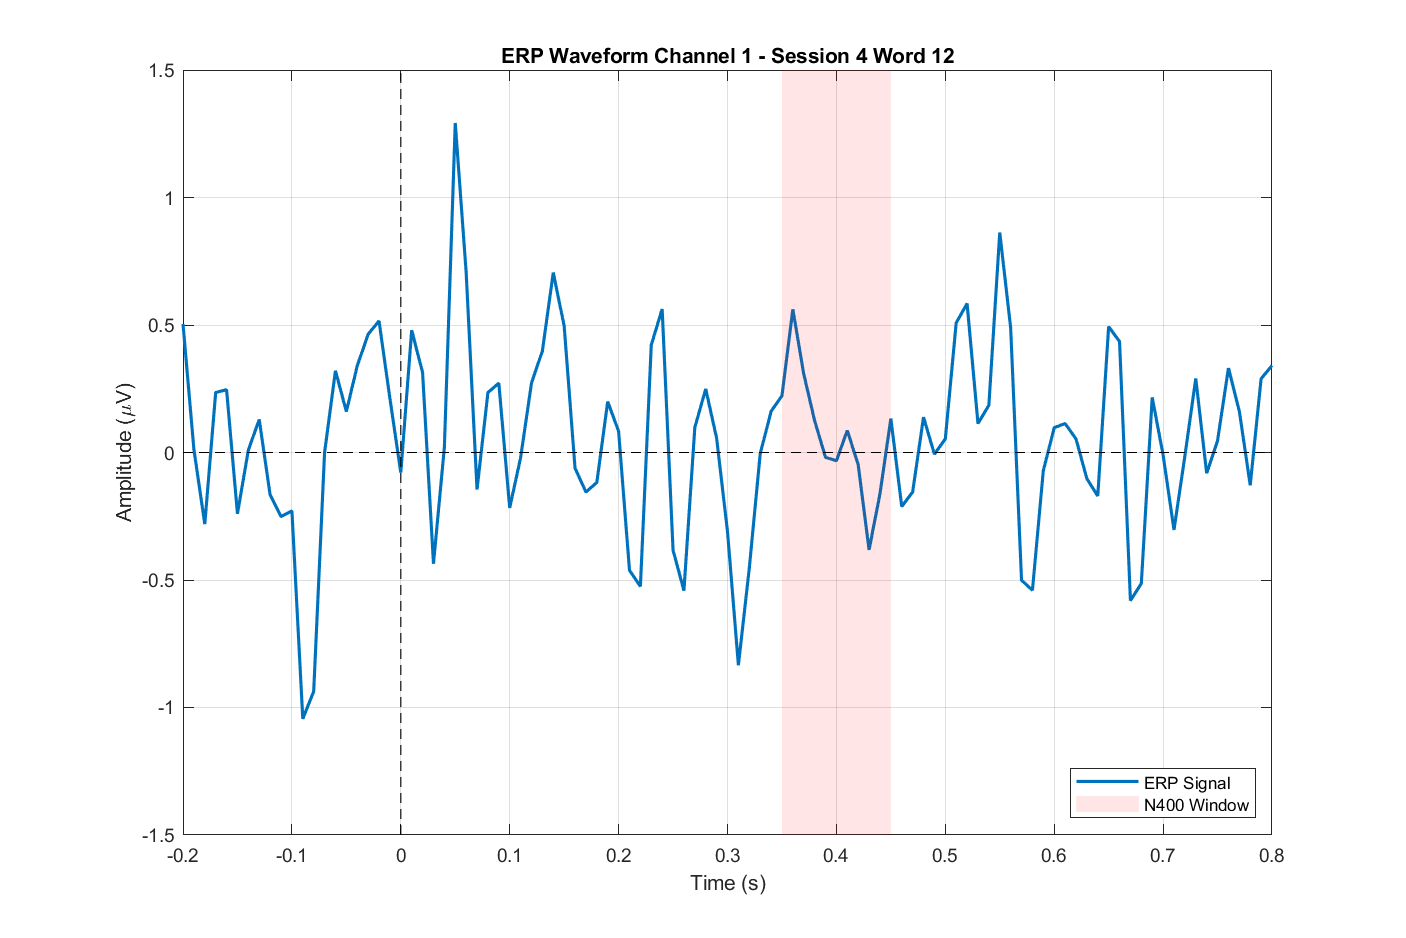 ERP Waveform Channel 1 - Session 4 Word 12
1.5
1
0.5
0
-0.5
-1
-1.5
Amplitude (μV)
-0.2 -0.1 0 0.1 0.2 0.3 0.4 0.5 0.6 0.7 0.8
Time (s)
ERP Signal
N400 Window